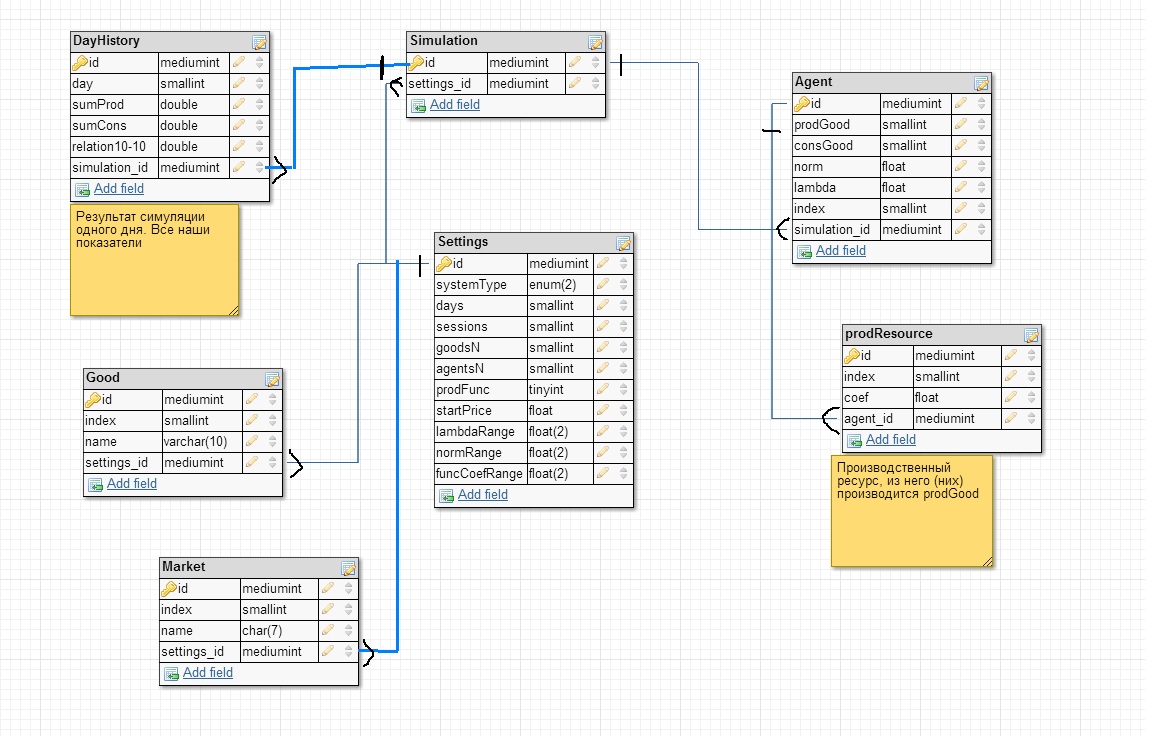 DayHistory
id mediumint
day smallint
sumProd double
sumCons double
relation10-10 double
simulation_id mediumint
Add field
Результат симуляции
одного дня. Все наши
показатели
Simulation
id mediumint
settings_id mediumint
Add field
Agent
id mediumint
prodGood smallint
consGood smallint
norm float
lambda float
index smallint
simulation_id mediumint
Add field
Settings
id mediumint
systemType enum(2)
days smallint
sessions smallint
goodsN smallint
agentsN smallint
prodFunc tinyint
startPrice float
lambdaRange float(2)
normRange float(2)
funcCoefRange float(2)
Add field
prodResource
id mediumint
index smallint
coef float
agent_id mediumint
Add field
Производственный
ресурс, из него (них)
производится prodGood
Good
id mediumint
index smallint
name varchar(10)
settings_id mediumint
Add field
Market
id mediumint
index smallint
name char(7)
settings_id mediumint
Add field